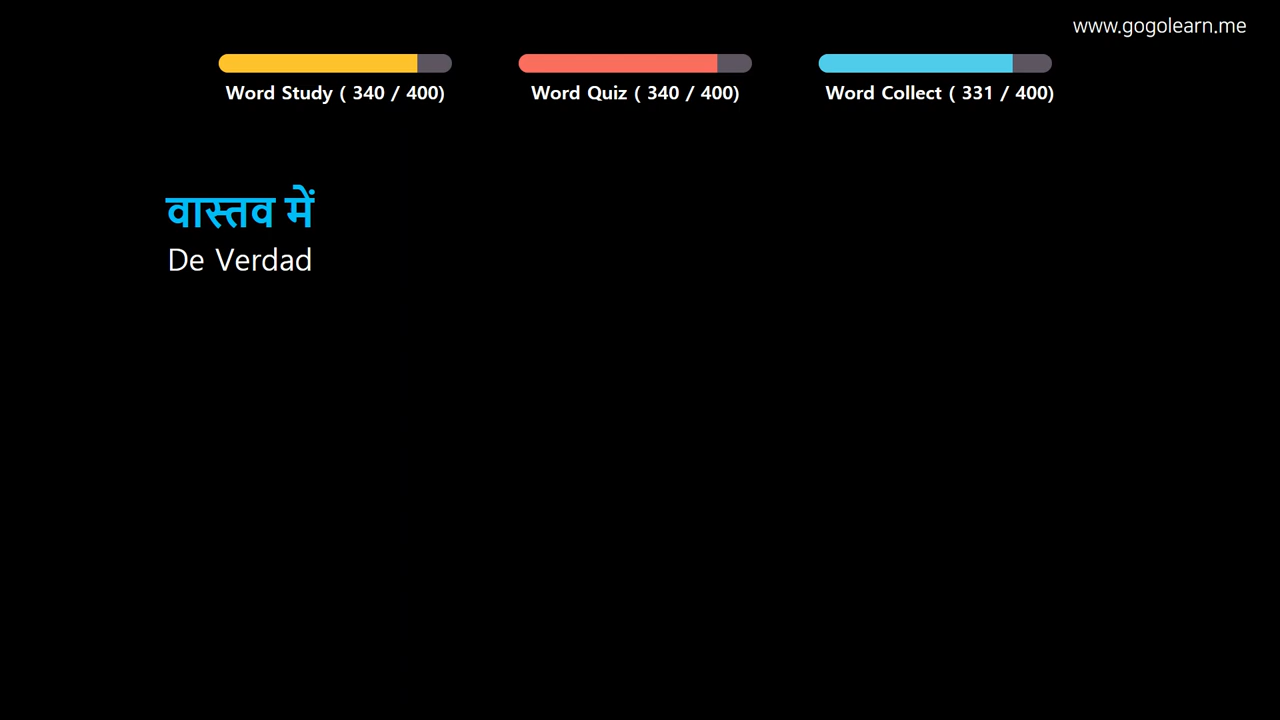 www.gogolearn.me
Word Study ( 340 / 400)
Word Quiz ( 340 / 400)
Word Collect ( 331 / 400)
वास्तव में
De Verdad